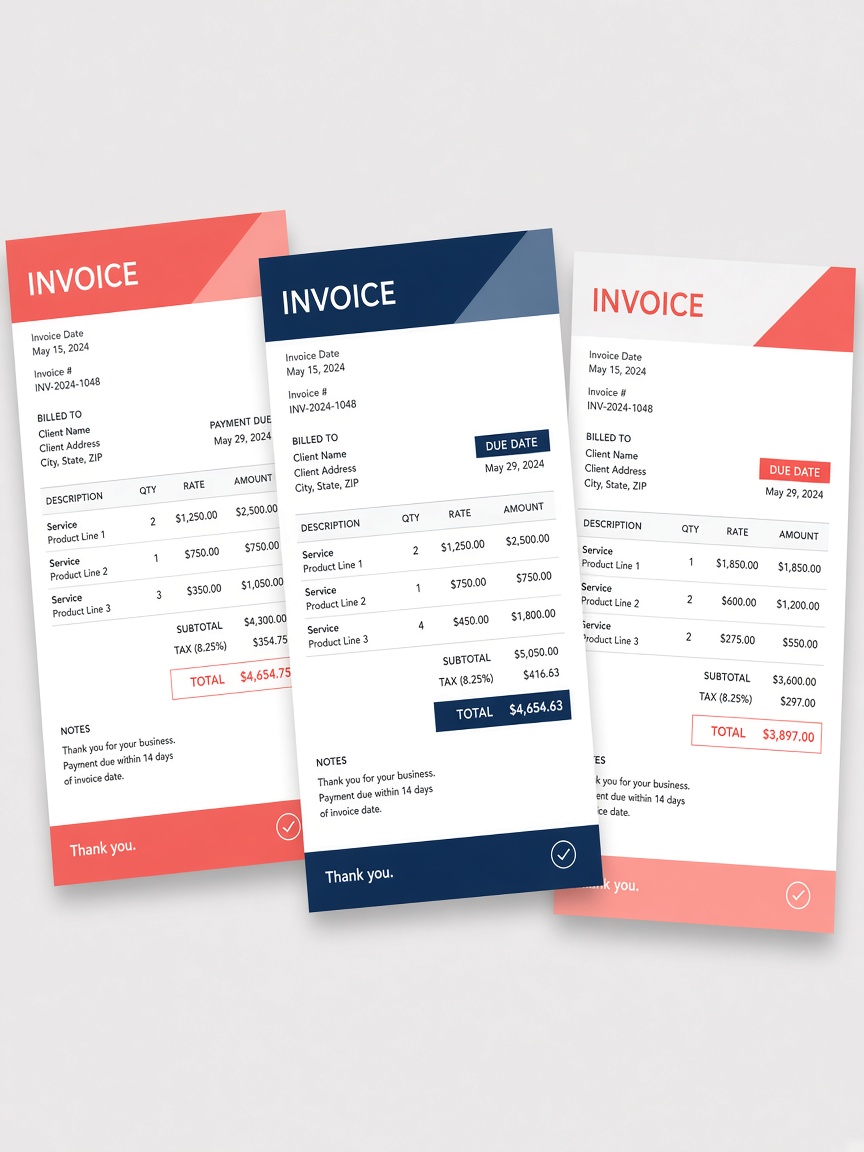 INVOICE
Invoice Date
May 15, 2024
Invoice #
INV-2024-1048
BILLED TO
Client Name
Client Address
City, State, ZIP
PAYMENT DUE
May 29, 2024
DESCRIPTION QTY RATE AMOUNT
Service
Product Line 1 2 $1,250.00 $2,500.00
Service
Product Line 2 1 $750.00 $750.00
Service
Product Line 3 3 $350.00 $1,050.00
SUBTOTAL $4,300.00
TAX (8.25%) $354.75
TOTAL $4,654.75
NOTES
Thank you for your business.
Payment due within 14 days
of invoice date.
Thank you.
INVOICE
Invoice Date
May 15, 2024
Invoice #
INV-2024-1048
BILLED TO
Client Name
Client Address
City, State, ZIP
DUE DATE
May 29, 2024
DESCRIPTION QTY RATE AMOUNT
Service
Product Line 1 2 $1,250.00 $2,500.00
Service
Product Line 2 1 $750.00 $750.00
Service
Product Line 3 4 $450.00 $1,800.00
SUBTOTAL $5,050.00
TAX (8.25%) $416.63
TOTAL $4,654.63
NOTES
Thank you for your business.
Payment due within 14 days
of invoice date.
Thank you.
INVOICE
Invoice Date
May 15, 2024
Invoice #
INV-2024-1048
BILLED TO
Client Name
Client Address
City, State, ZIP
DUE DATE
May 29, 2024
DESCRIPTION QTY RATE AMOUNT
Service
Product Line 1 1 $1,850.00 $1,850.00
Service
Product Line 2 2 $600.00 $1,200.00
Service
Product Line 3 2 $275.00 $550.00
SUBTOTAL $3,600.00
TAX (8.25%) $297.00
TOTAL $3,897.00
you for your business.
due within 14 days
date.
you.